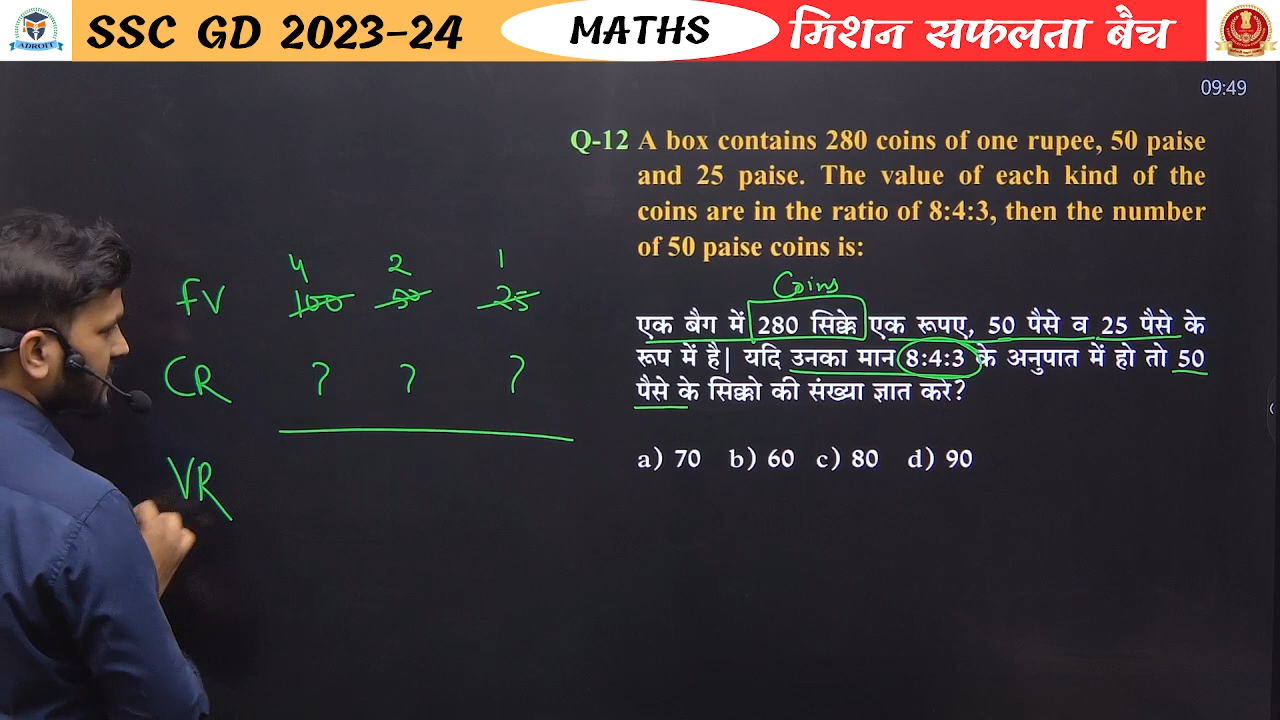 SSC GD 2023-24
MATHS
मिशन सफलता बैच
ADROIT
09:49
Q-12 A box contains 280 coins of one rupee, 50 paise
and 25 paise. The value of each kind of the
coins are in the ratio of 8:4:3, then the number
of 50 paise coins is:
Coins
एक बैग में 280 सिक्के एक रूपए, 50 पैसे व 25 पैसे के
रूप में है| यदि उनका मान 8:4:3 के अनुपात में हो तो 50
पैसे के सिक्को की संख्या ज्ञात करे?
a) 70 b) 60 c) 80 d) 90
4 2 1
FV 100 50 25
CR ? ? ?
VR